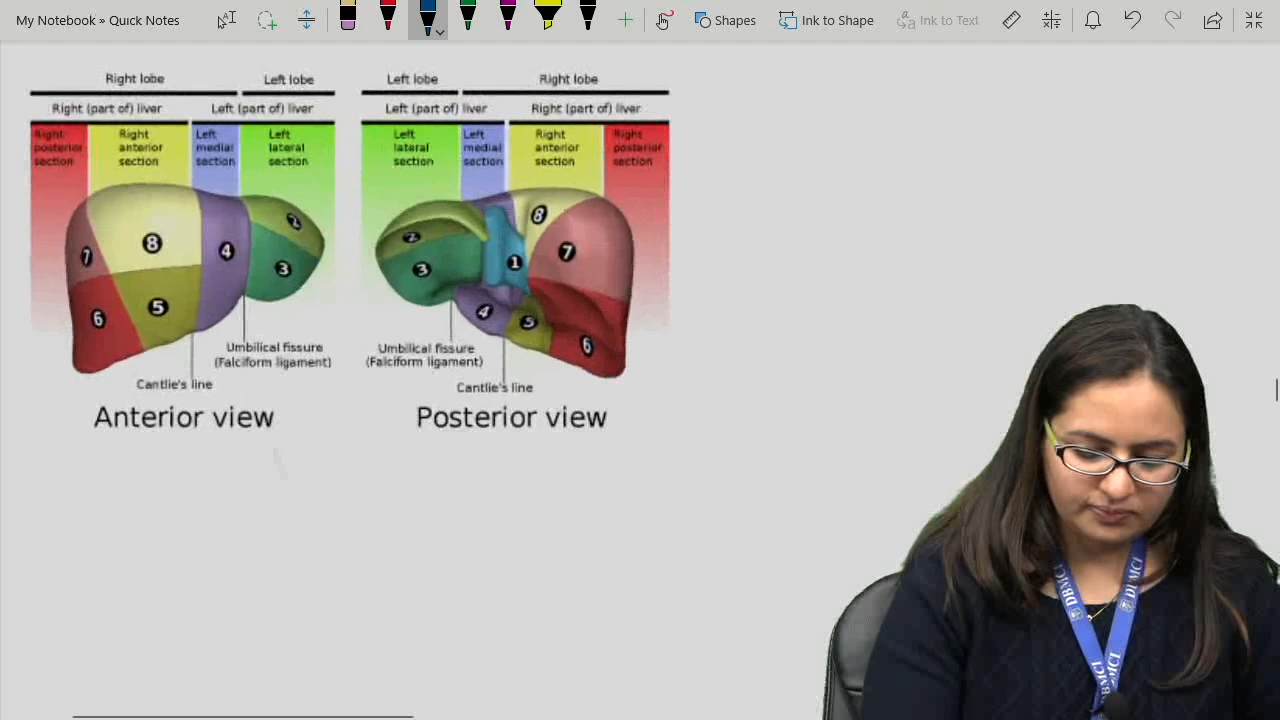 My Notebook » Quick Notes
Shapes
Ink to Shape
Ink to Text
Right lobe
Left lobe
Right (part of) liver
Left (part of) liver
Right posterior section
Right anterior section
Left medial section
Left lateral section
7
8
4
2
3
6
5
Umbilical fissure
(Falciform ligament)
Cantlie's line
Anterior view
Left lobe
Right lobe
Left (part of) liver
Right (part of) liver
Left lateral section
Left medial section
Right anterior section
Right posterior section
2
3
1
8
7
4
5
6
Umbilical fissure
(Falciform ligament)
Cantlie's line
Posterior view
DBMCI
DBMCI
DBMCI